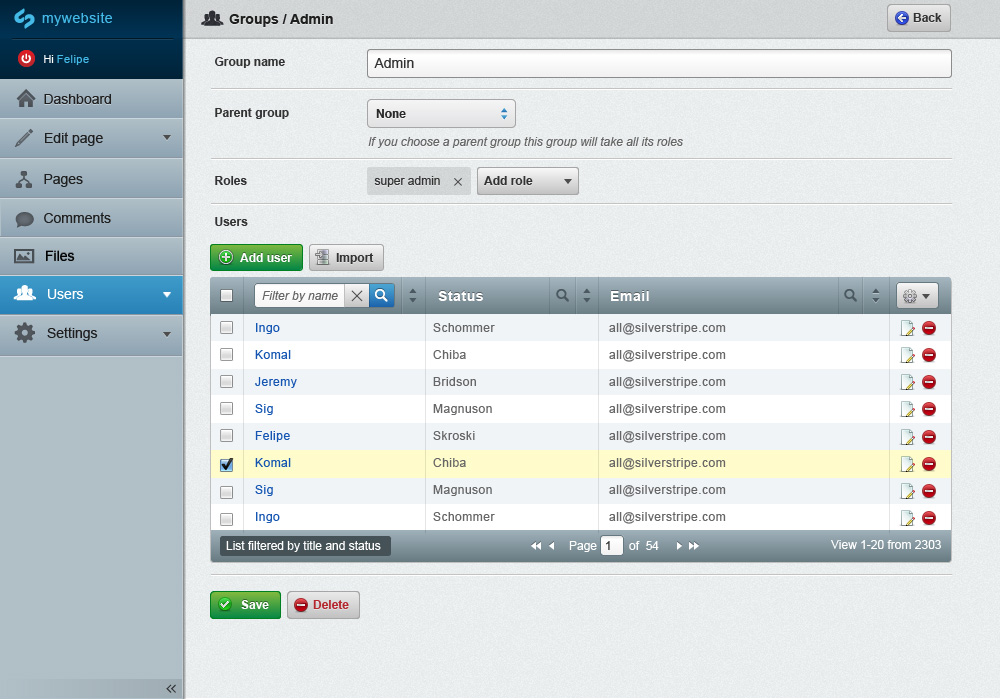 mywebsite
Hi Felipe
Dashboard
Edit page
Pages
Comments
Files
Users
Settings
Groups / Admin
Back
Group name
Admin
Parent group
None
If you choose a parent group this group will take all its roles
Roles
super admin
Add role
Users
Add user
Import
Filter by name
Status
Email
Ingo Schommer all@silverstripe.com
Komal Chiba all@silverstripe.com
Jeremy Bridson all@silverstripe.com
Sig Magnuson all@silverstripe.com
Felipe Skroski all@silverstripe.com
Komal Chiba all@silverstripe.com
Sig Magnuson all@silverstripe.com
Ingo Schommer all@silverstripe.com
List filtered by title and status
Page 1 of 54
View 1-20 from 2303
Save
Delete